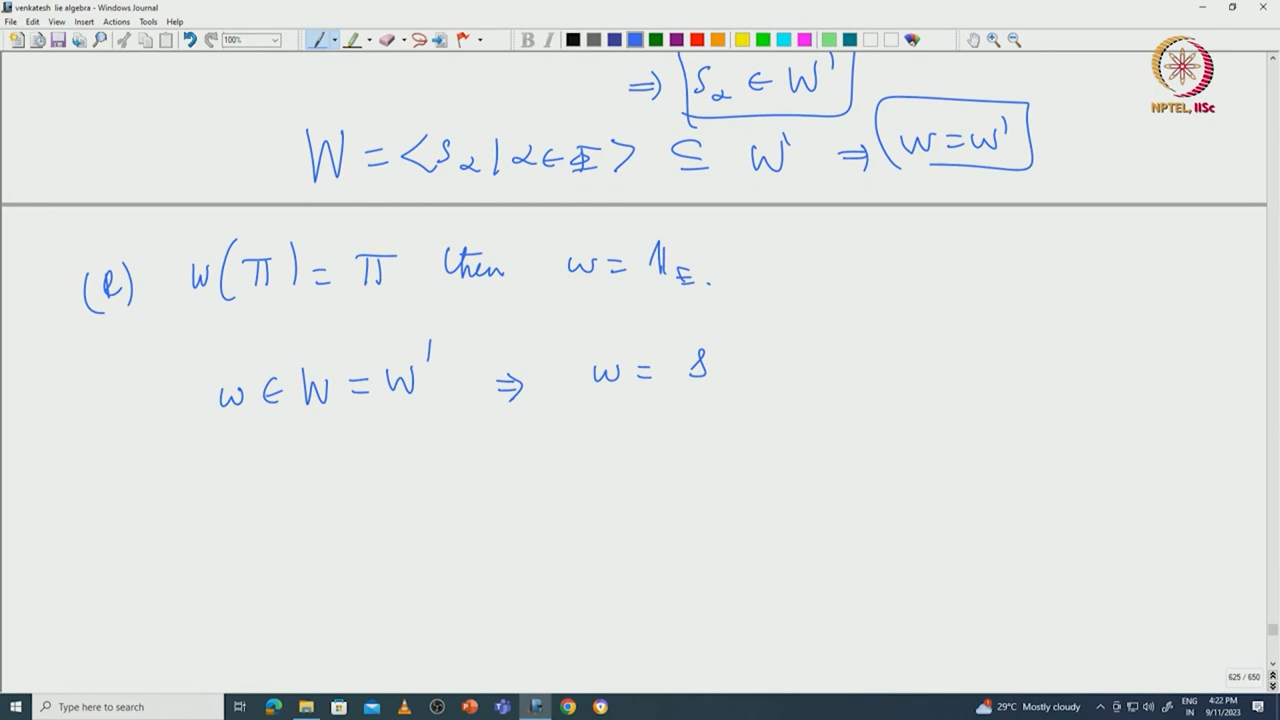 venkatesh lie algebra - Windows Journal
File Edit View Insert Actions Tools Help
100%
B I
NPTEL, IISc
⇒ S_α ∈ W'
W = <s_α | α ∈ Φ> ⊆ W' ⇒ W = W'
(e) w(Π) = Π then w = 𝟙_E.
w ∈ W = W' ⇒ w = s
625 / 650
Type here to search
29°C Mostly cloudy
ENG
IN
4:22 PM
9/11/2023